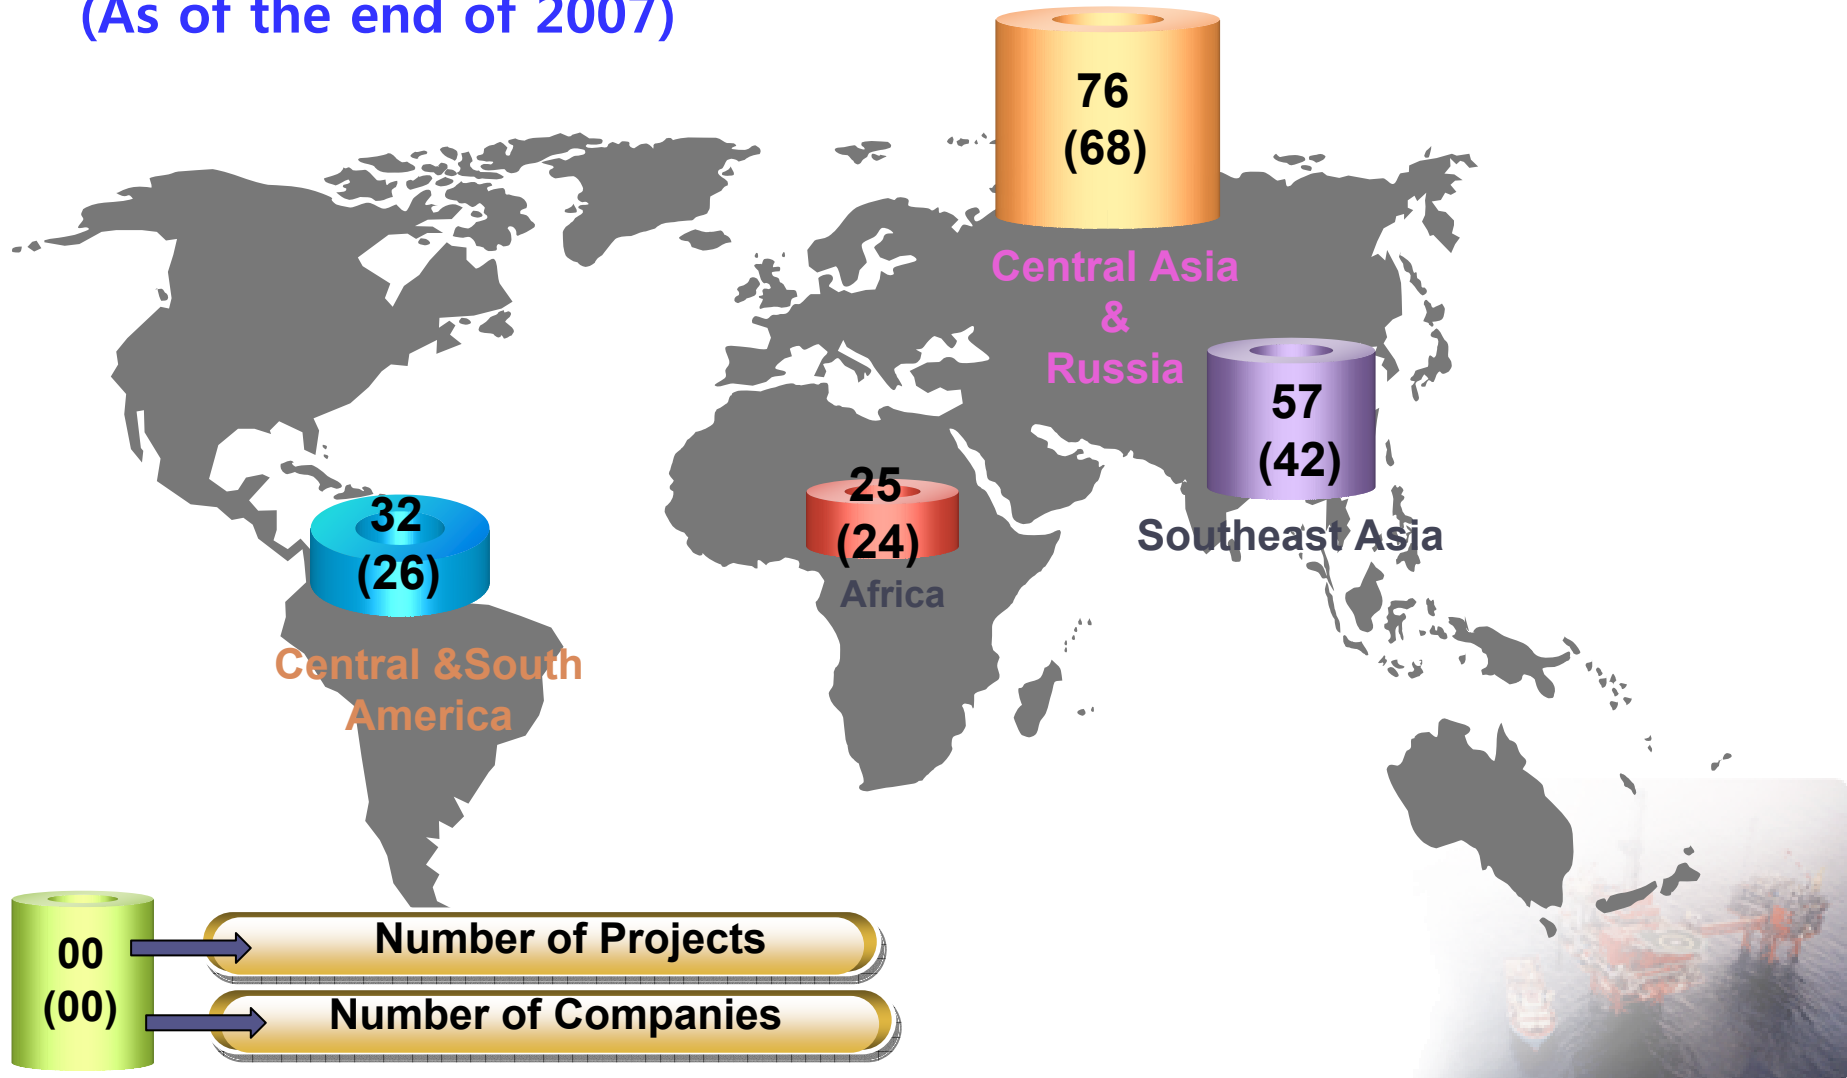 (As of the end of 2007)
76
(68)
Central Asia
&
Russia
57
(42)
Southeast Asia
25
(24)
Africa
32
(26)
Central &South
America
00
(00)
Number of Projects
Number of Companies